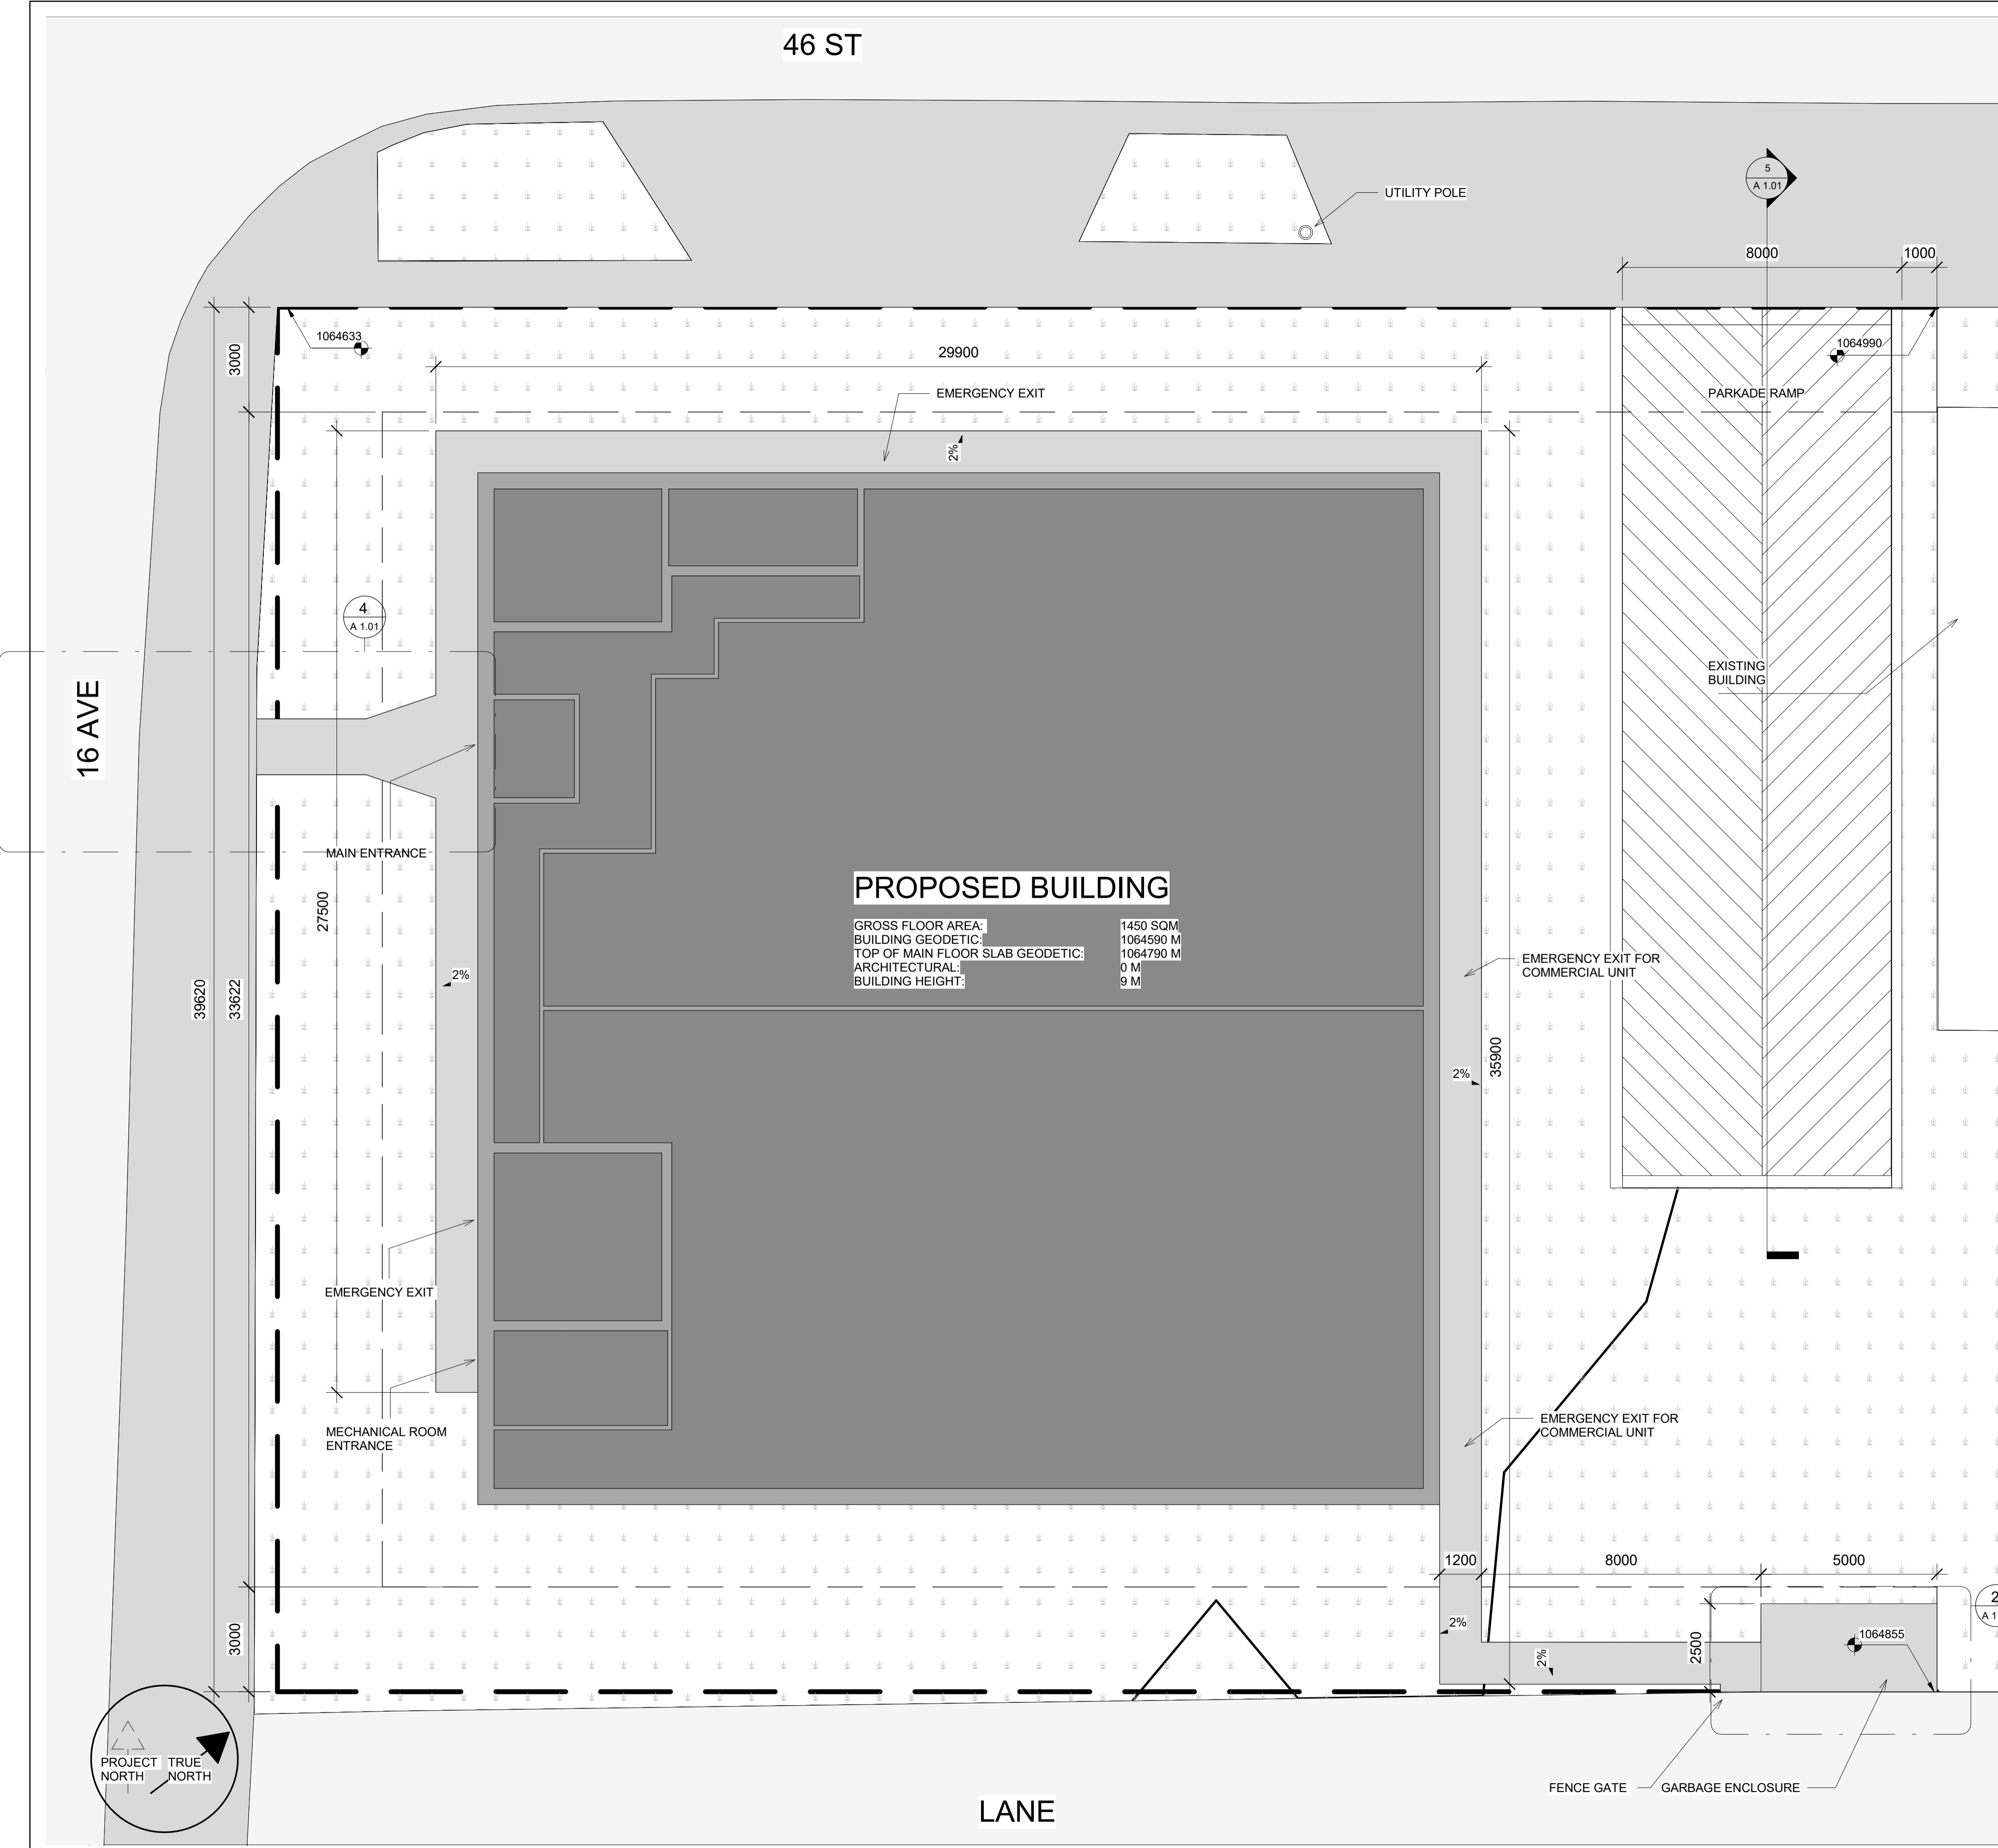 46 ST
5
A 1.01
UTILITY POLE
8000
1000
1064633
3000
29900
1064990
EMERGENCY EXIT
PARKADE RAMP
2%
4
A 1.01
EXISTING
BUILDING
16 AVE
MAIN ENTRANCE
27500
PROPOSED BUILDING
GROSS FLOOR AREA: 1450 SQM
BUILDING GEODETIC: 1064590 M
TOP OF MAIN FLOOR SLAB GEODETIC: 1064790 M
ARCHITECTURAL: 0 M
BUILDING HEIGHT: 9 M
EMERGENCY EXIT FOR
COMMERCIAL UNIT
2%
39620
33622
35900
2%
EMERGENCY EXIT
MECHANICAL ROOM
ENTRANCE
EMERGENCY EXIT FOR
COMMERCIAL UNIT
1200
8000
5000
2
A 1
3000
2%
2500
1064855
2%
PROJECT
NORTH
TRUE
NORTH
FENCE GATE
GARBAGE ENCLOSURE
LANE